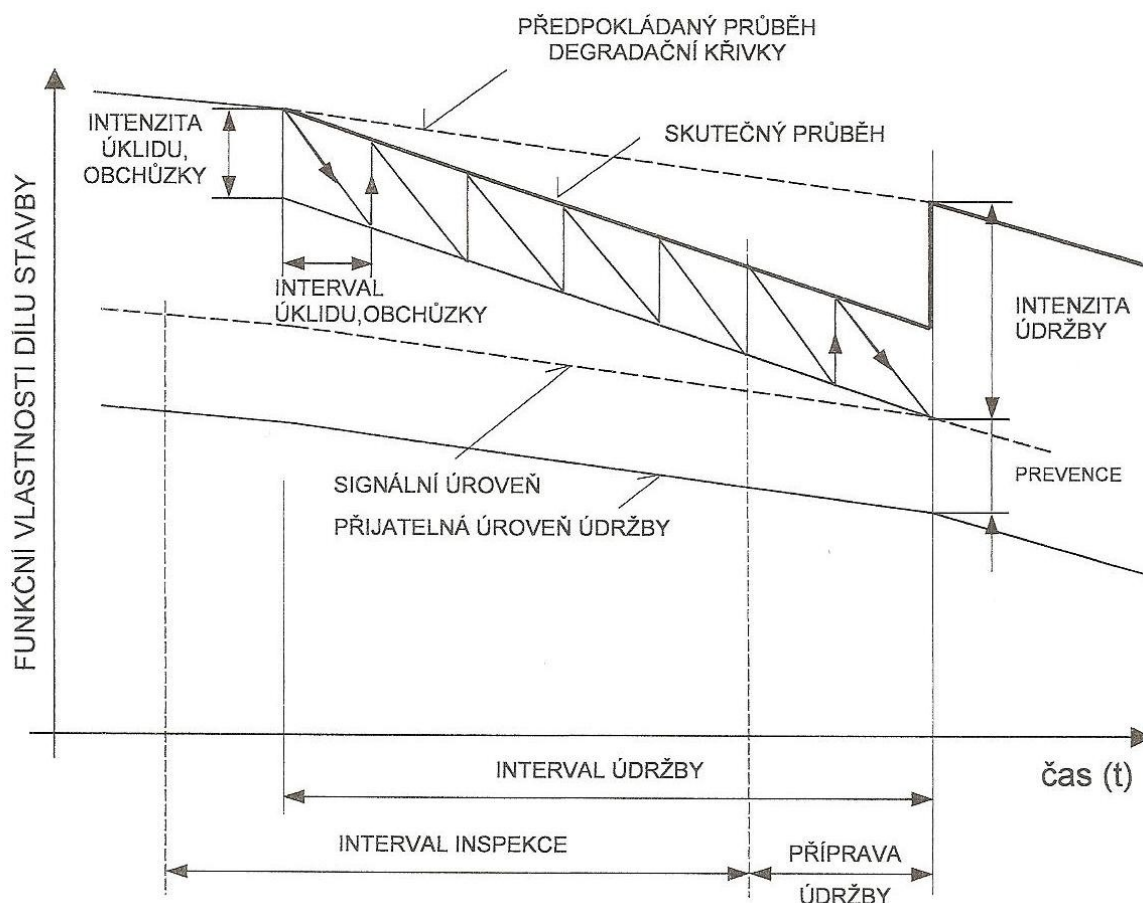 PŘEDPOKLÁDANÝ PRŮBĚH
DEGRADAČNÍ KŘIVKY
INTENZITA
ÚKLIDU,
OBCHŮZKY
SKUTEČNÝ PRŮBĚH
FUNKČNÍ VLASTNOSTI DÍLU STAVBY
INTERVAL
ÚKLIDU,OBCHŮZKY
INTENZITA
ÚDRŽBY
SIGNÁLNÍ ÚROVEŇ
PREVENCE
PŘIJATELNÁ ÚROVEŇ ÚDRŽBY
INTERVAL ÚDRŽBY
čas (t)
INTERVAL INSPEKCE
PŘÍPRAVA
ÚDRŽBY